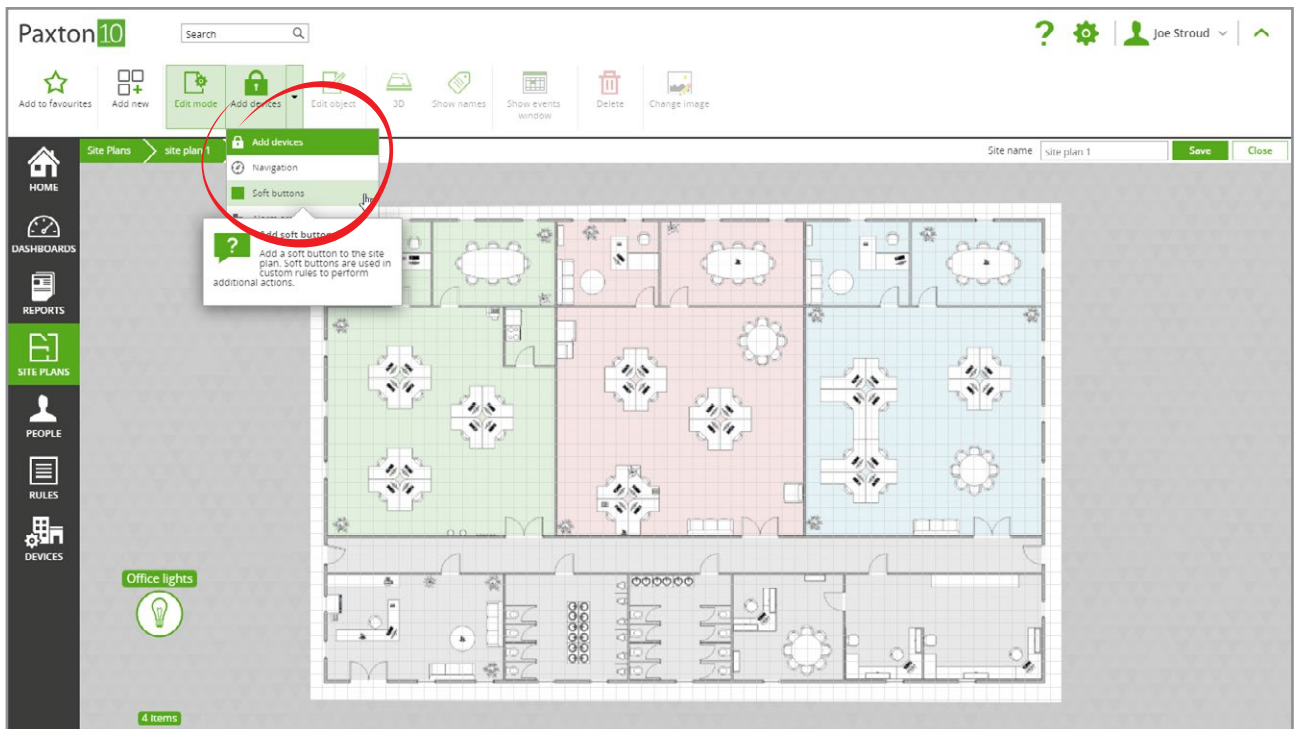 Paxton10
Search
?
Joe Stroud
Add to favourites
Add new
Edit mode
Add devices
Edit object
3D
Show names
Show events
window
Delete
Change image
Site Plans
site plan 1
Site name
site plan 1
Save
Close
Add devices
Navigation
Soft buttons
?
Add soft button
Add a soft button to the site
plan. Soft buttons are used in
custom rules to perform
additional actions.
HOME
DASHBOARDS
REPORTS
SITE PLANS
PEOPLE
RULES
DEVICES
Office lights
4 Items